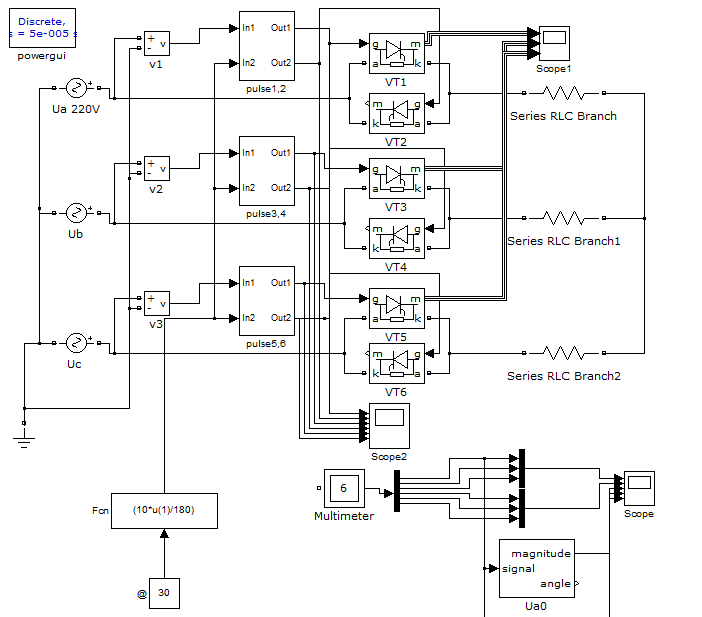 Discrete,
s = 5e-005 s
powergui
+
-
v
v1
In1
In2
Out1
Out2
pulse1,2
g
m
a
k
VT1
m
g
k
a
VT2
Scope1
Ua 220V
+
Series RLC Branch
+
-
v
v2
In1
In2
Out1
Out2
pulse3,4
g
m
a
k
VT3
m
g
k
a
VT4
Ub
+
Series RLC Branch1
+
-
v
v3
In1
In2
Out1
Out2
pulse5,6
g
m
a
k
VT5
m
g
k
a
VT6
Uc
+
Series RLC Branch2
Scope2
6
Multimeter
Scope
Fcn
(10*u(1)/180)
@
30
magnitude
signal
angle
Ua0